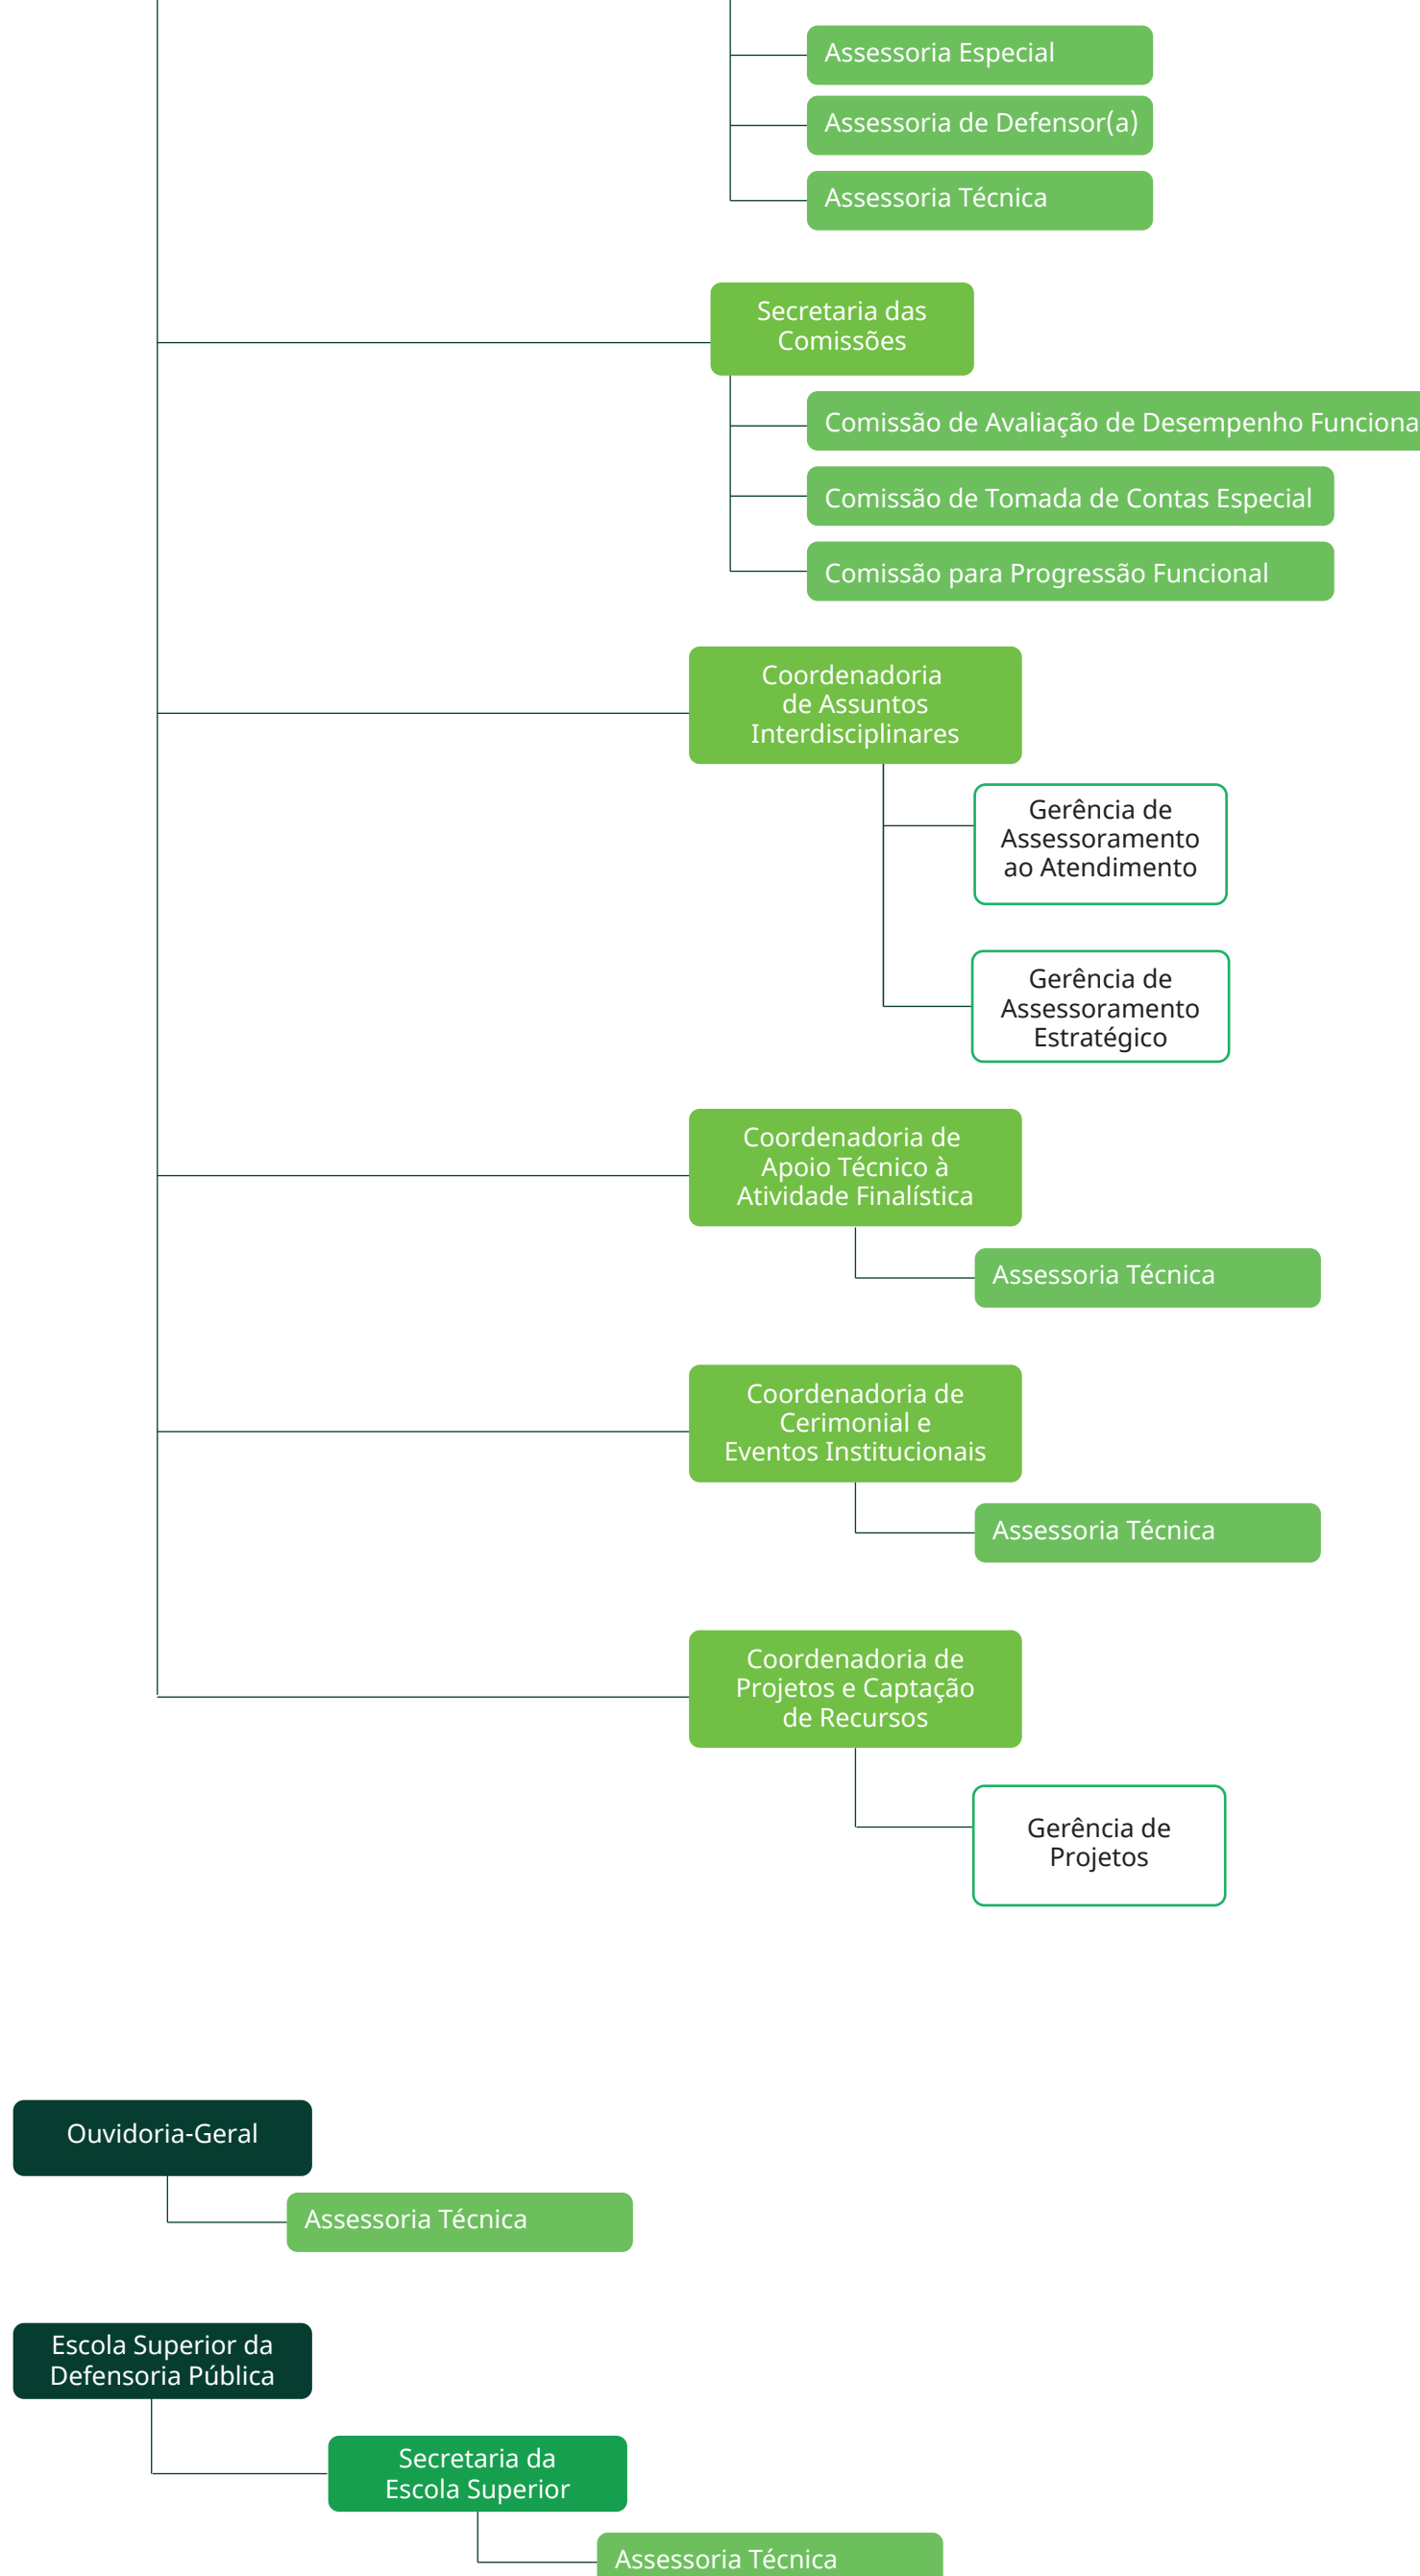 Assessoria Especial
Assessoria de Defensor(a)
Assessoria Técnica
Secretaria das
Comissões
Comissão de Avaliação de Desempenho Funciona
Comissão de Tomada de Contas Especial
Comissão para Progressão Funcional
Coordenadoria
de Assuntos
Interdisciplinares
Gerência de
Assessoramento
ao Atendimento
Gerência de
Assessoramento
Estratégico
Coordenadoria de
Apoio Técnico à
Atividade Finalística
Assessoria Técnica
Coordenadoria de
Cerimonial e
Eventos Institucionais
Assessoria Técnica
Coordenadoria de
Projetos e Captação
de Recursos
Gerência de
Projetos
Ouvidoria-Geral
Assessoria Técnica
Escola Superior da
Defensoria Pública
Secretaria da
Escola Superior
Assessoria Técnica